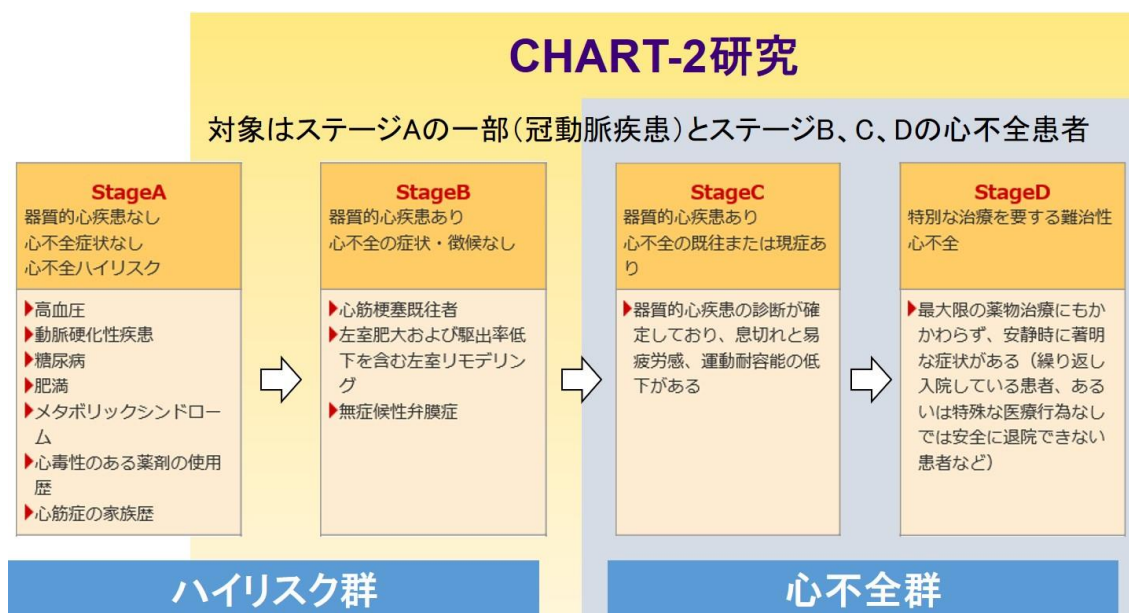 CHART-2研究
対象はステージAの一部（冠動脈疾患）とステージB、C、Dの心不全患者
StageA
器質的心疾患なし
心不全症状なし
心不全ハイリスク
▶高血圧
▶動脈硬化性疾患
▶糖尿病
▶肥満
▶メタボリックシンドロー
ム
▶心毒性のある薬剤の使用
歴
▶心筋症の家族歴
StageB
器質的心疾患あり
心不全の症状・徴候なし
▶心筋梗塞既往者
▶左室肥大および駆出率低
下を含む左室リモデリン
グ
▶無症候性弁膜症
StageC
器質的心疾患あり
心不全の既往または現症あ
り
▶器質的心疾患の診断が確
定しており、息切れと易
疲労感、運動耐容能の低
下がある
StageD
特別な治療を要する難治性
心不全
▶最大限の薬物治療にもか
かわらず、安静時に著明
な症状がある（繰り返し
入院している患者、ある
いは特殊な医療行為なし
では安全に退院できない
患者など）
ハイリスク群
心不全群